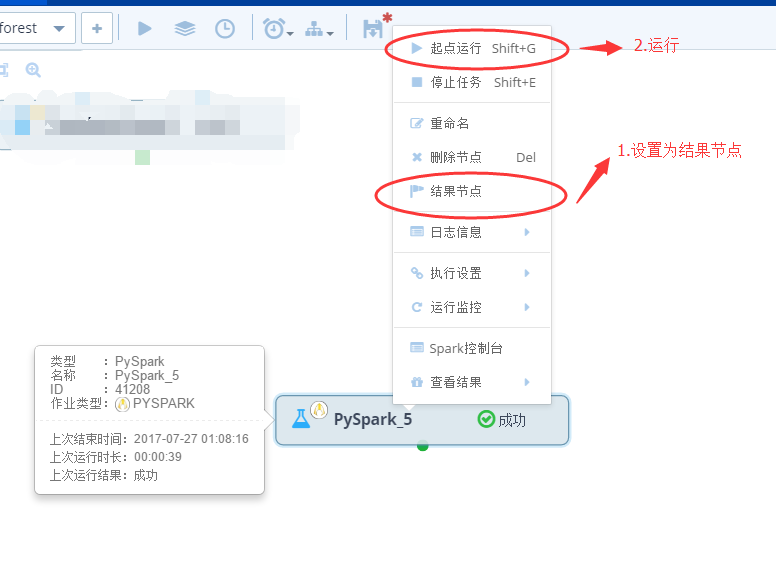 forest
起点运行 Shift+G
2.运行
停止任务 Shift+E
重命名
1.设置为结果节点
删除节点 Del
结果节点
日志信息
执行设置
运行监控
Spark控制台
查看结果
类型 : PySpark
名称 : PySpark_5
ID : 41208
作业类型: PYSPARK
上次结束时间: 2017-07-27 01:08:16
上次运行时长: 00:00:39
上次运行结果: 成功
PySpark_5 成功